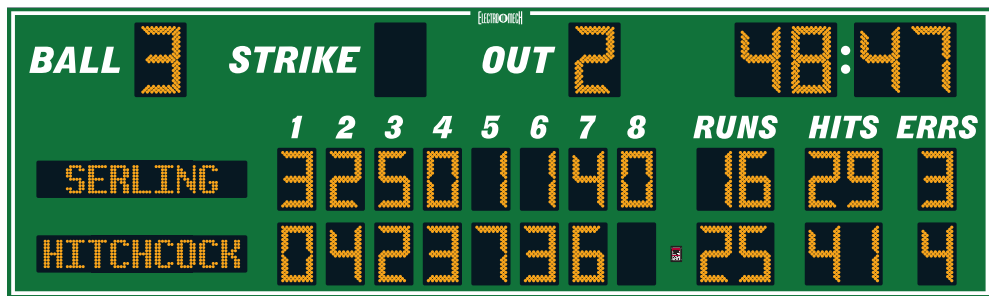 ELECTRO-MECH
BALL 3 STRIKE OUT 2 48:47
1 2 3 4 5 6 7 8 RUNS HITS ERRS
SERLING 3 2 5 0 1 1 4 0 16 29 3
HITCHCOCK 0 4 2 3 7 3 6 25 41 4